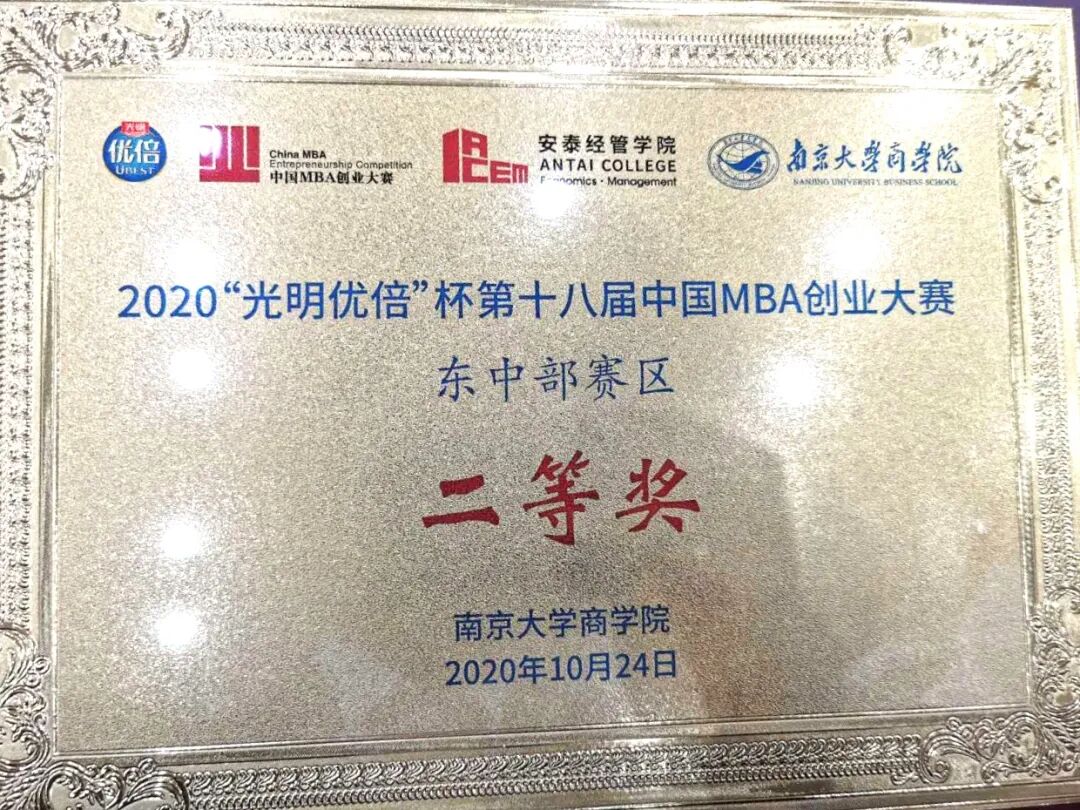 光明
优倍
UBEST
China MBA
Entrepreneurship Competition
中国MBA创业大赛
ACEM
安泰经管学院
ANTAI COLLEGE
Economics · Management
南京大学商学院
NANJING UNIVERSITY BUSINESS SCHOOL
2020“光明优倍”杯第十八届中国MBA创业大赛
东中部赛区
二等奖
南京大学商学院
2020年10月24日